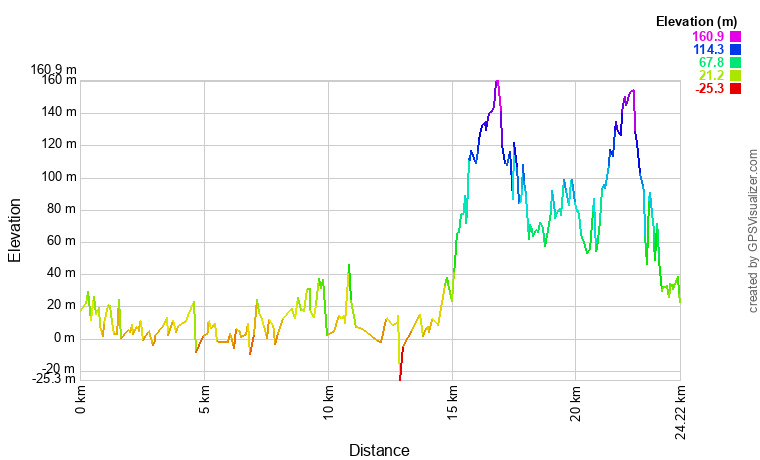 Elevation (m)
160.9
114.3
67.8
21.2
-25.3
160.9 m
160 m
140 m
120 m
100 m
80 m
60 m
40 m
20 m
0 m
-20 m
-25.3 m
Elevation
0 km
5 km
10 km
15 km
20 km
24.22 km
Distance
created by GPSVisualizer.com